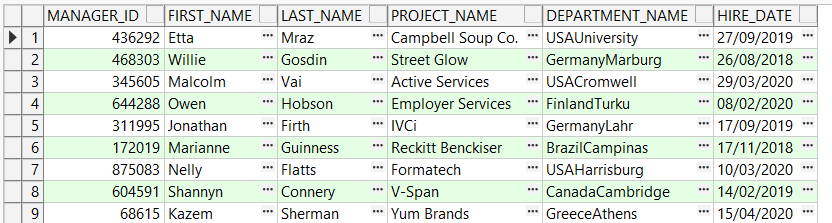 MANAGER_ID FIRST_NAME LAST_NAME PROJECT_NAME DEPARTMENT_NAME HIRE_DATE
1 436292 Etta ... Mraz ... Campbell Soup Co. ... USAUniversity ... 27/09/2019 ...
2 468303 Willie ... Gosdin ... Street Glow ... GermanyMarburg ... 26/08/2018 ...
3 345605 Malcolm ... Vai ... Active Services ... USACromwell ... 29/03/2020 ...
4 644288 Owen ... Hobson ... Employer Services ... FinlandTurku ... 08/02/2020 ...
5 311995 Jonathan ... Firth ... IVCi ... GermanyLahr ... 17/09/2019 ...
6 172019 Marianne ... Guinness ... Reckitt Benckiser ... BrazilCampinas ... 17/11/2018 ...
7 875083 Nelly ... Flatts ... Formatech ... USAHarrisburg ... 10/03/2020 ...
8 604591 Shannyn ... Connery ... V-Span ... CanadaCambridge ... 14/02/2019 ...
9 68615 Kazem ... Sherman ... Yum Brands ... GreeceAthens ... 15/04/2020 ...